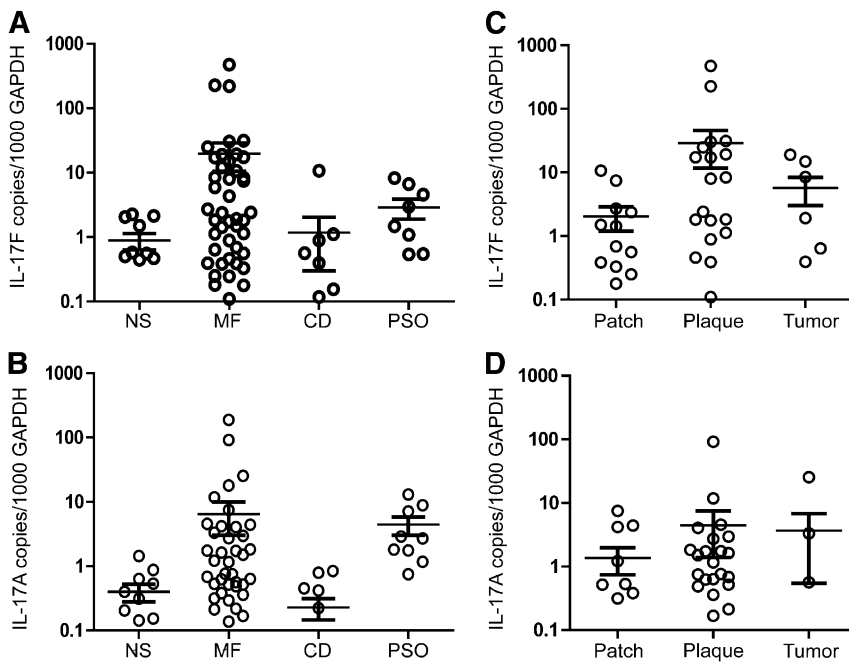 A
IL-17F copies/1000 GAPDH
1000
100
10
1
0.1
NS MF CD PSO
C
IL-17F copies/1000 GAPDH
1000
100
10
1
0.1
Patch Plaque Tumor
B
IL-17A copies/1000 GAPDH
1000
100
10
1
0.1
NS MF CD PSO
D
IL-17A copies/1000 GAPDH
1000
100
10
1
0.1
Patch Plaque Tumor